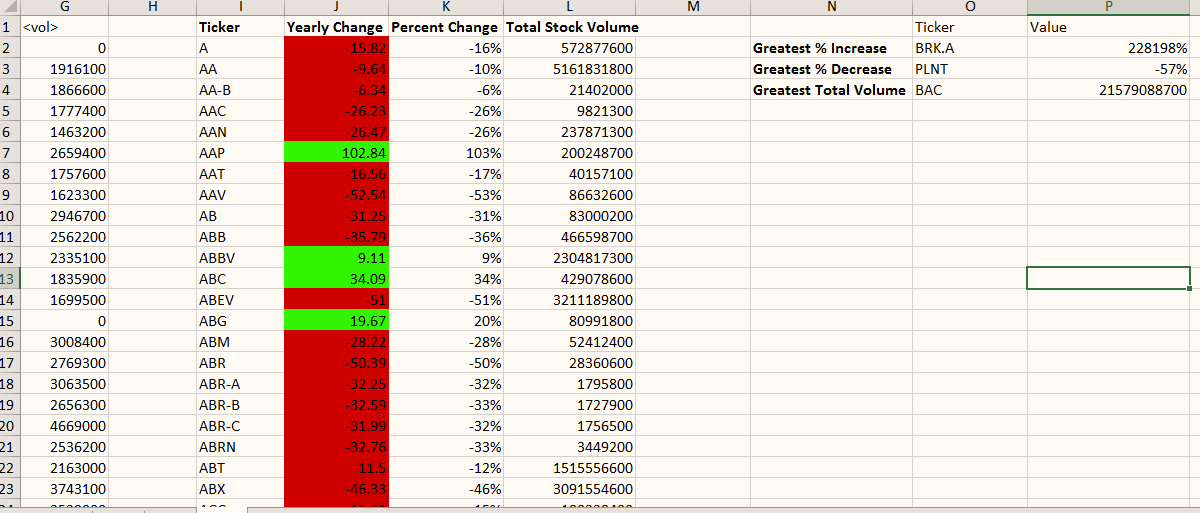 G H I J K L M N O P
1 <vol> Ticker Yearly Change Percent Change Total Stock Volume Ticker Value
2 0 A -15.82 -16% 572877600 Greatest % Increase BRK.A 228198%
3 1916100 AA -9.64 -10% 5161831800 Greatest % Decrease PLNT -57%
4 1866600 AA-B -6.34 -6% 21402000 Greatest Total Volume BAC 21579088700
5 1777400 AAC -26.23 -26% 9821300
6 1463200 AAN -26.47 -26% 237871300
7 2659400 AAP 102.84 103% 200248700
8 1757600 AAT -16.56 -17% 40157100
9 1623300 AAV -52.54 -53% 86632600
10 2946700 AB -31.25 -31% 83000200
11 2562200 ABB -35.79 -36% 466598700
12 2335100 ABBV 9.11 9% 2304817300
13 1835900 ABC 34.09 34% 429078600
14 1699500 ABEV -51 -51% 3211189800
15 0 ABG 19.67 20% 80991800
16 3008400 ABM -28.22 -28% 52412400
17 2769300 ABR -50.39 -50% 28360600
18 3063500 ABR-A -32.25 -32% 1795800
19 2656300 ABR-B -32.59 -33% 1727900
20 4669000 ABR-C -31.99 -32% 1756500
21 2536200 ABRN -32.76 -33% 3449200
22 2163000 ABT -11.5 -12% 1515556600
23 3743100 ABX -46.33 -46% 3091554600